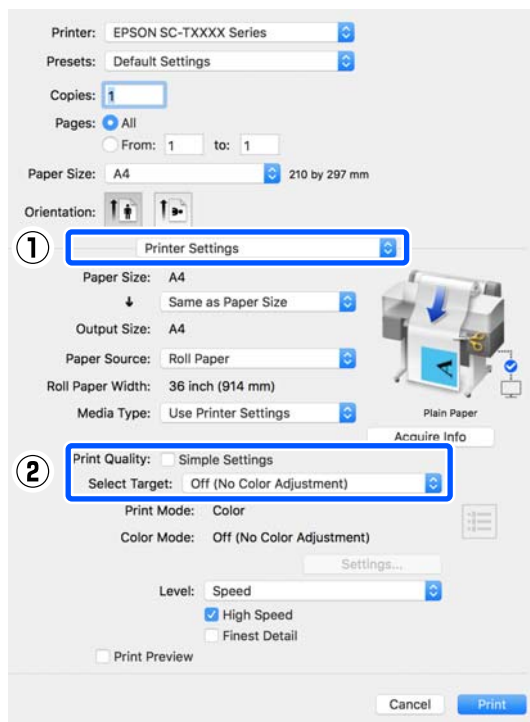 Printer: EPSON SC-TXXXX Series
Presets: Default Settings
Copies: 1
Pages: All
From: 1 to: 1
Paper Size: A4 210 by 297 mm
Orientation:
① Printer Settings
Paper Size: A4
Same as Paper Size
Output Size: A4
Paper Source: Roll Paper
Roll Paper Width: 36 inch (914 mm)
Media Type: Use Printer Settings
Plain Paper
Acquire Info
② Print Quality: Simple Settings
Select Target: Off (No Color Adjustment)
Print Mode: Color
Color Mode: Off (No Color Adjustment)
Settings...
Level: Speed
High Speed
Finest Detail
Print Preview
Cancel Print